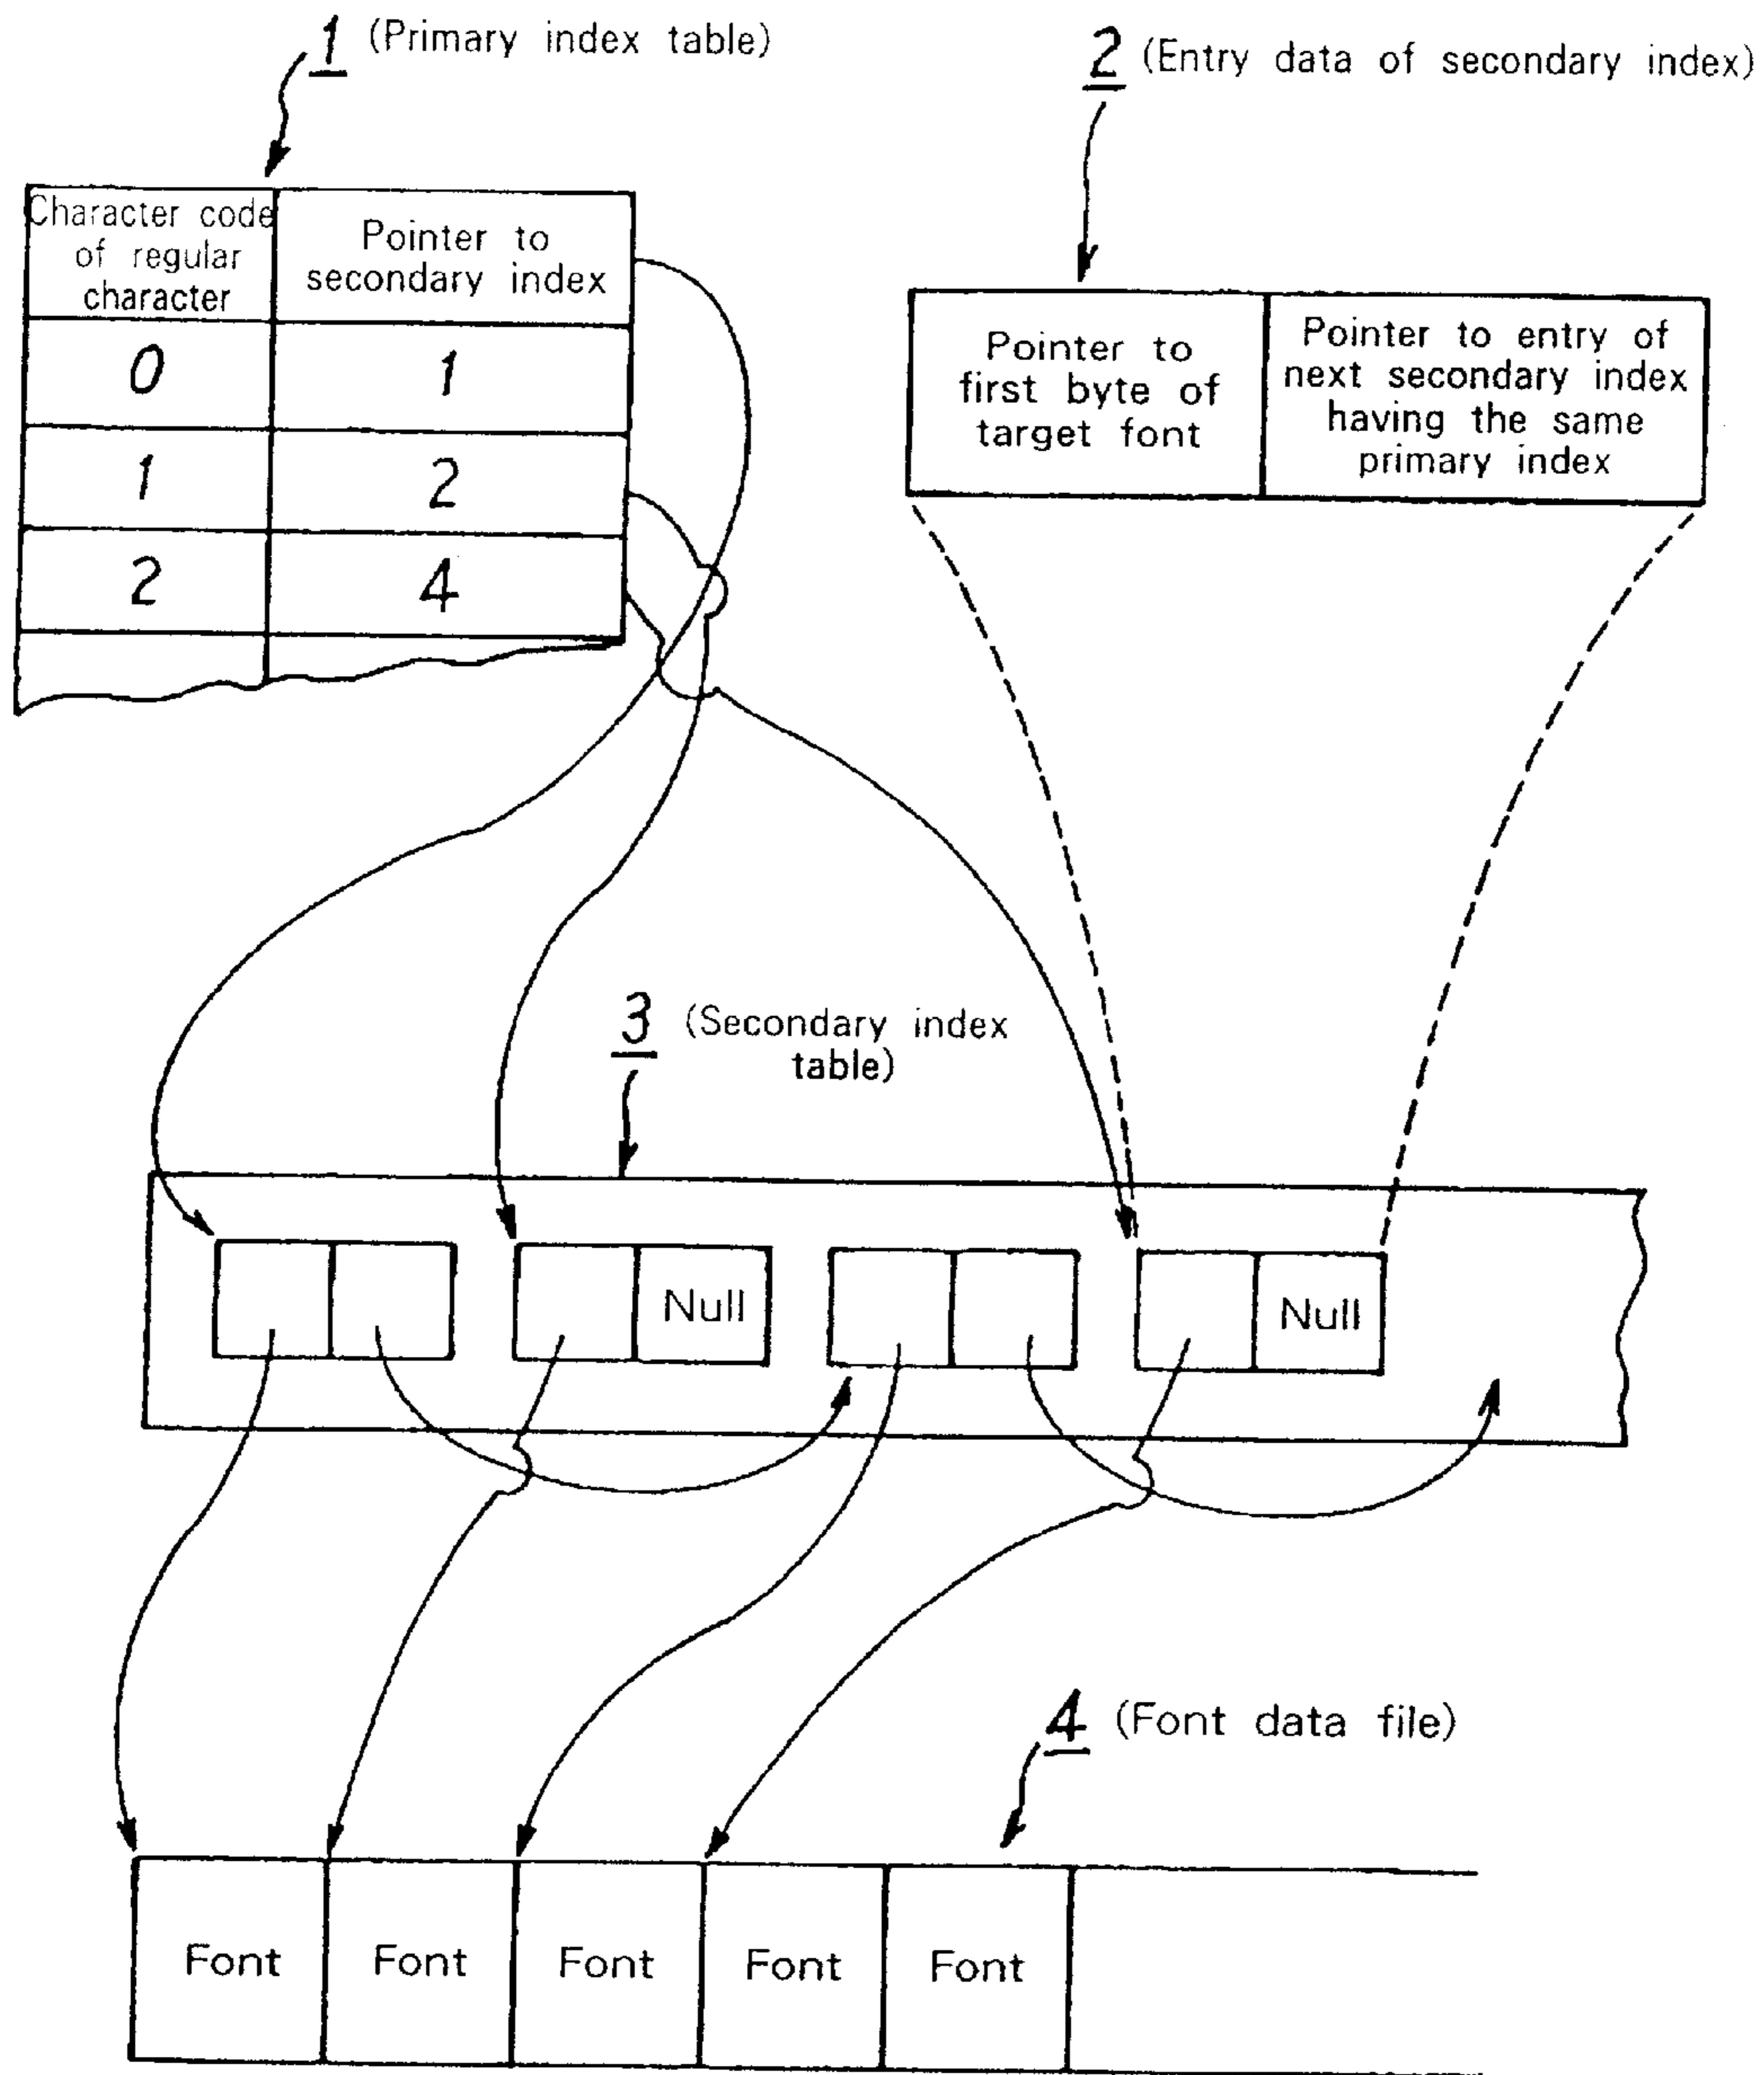 1 (Primary index table)
2 (Entry data of secondary index)
Character code
of regular
character
Pointer to
secondary index
0 1
1 2
2 4
Pointer to
first byte of
target font
Pointer to entry of
next secondary index
having the same
primary index
3 (Secondary index
table)
Null
Null
4 (Font data file)
Font Font Font Font Font